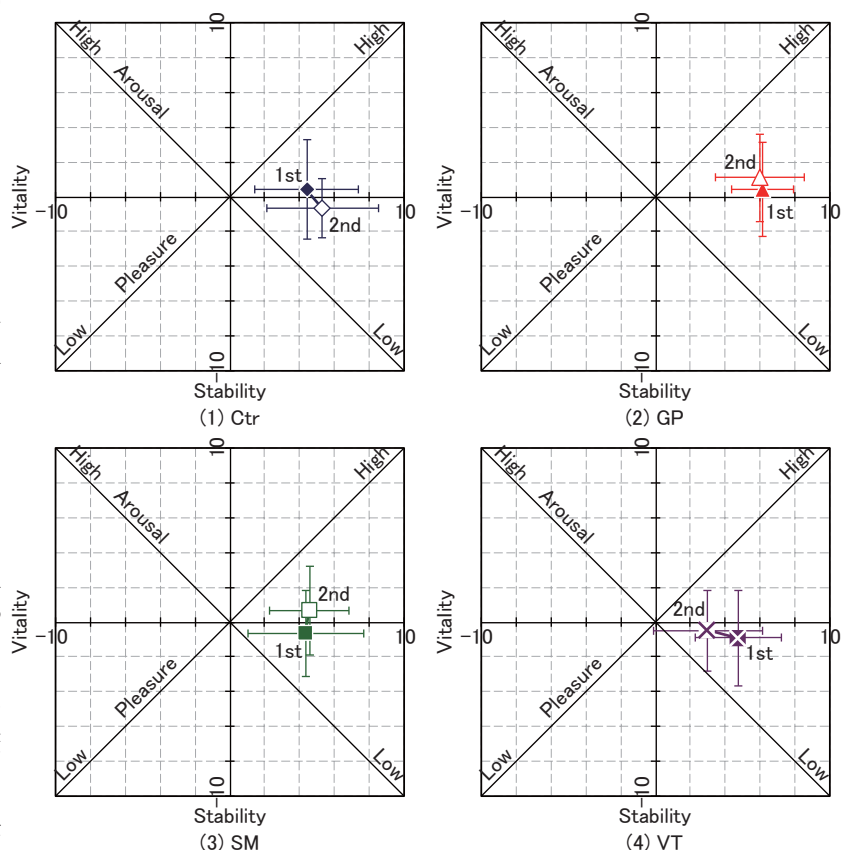 10
High
High
Arousal
1st
Vitality
-10
10
2nd
Pleasure
Low
Low
-10
Stability
(1) Ctr
10
High
High
Arousal
2nd
Vitality
-10
10
1st
Pleasure
Low
Low
-10
Stability
(2) GP
10
High
High
Arousal
2nd
Vitality
-10
10
1st
Pleasure
Low
Low
-10
Stability
(3) SM
10
High
High
Arousal
2nd
Vitality
-10
10
1st
Pleasure
Low
Low
-10
Stability
(4) VT